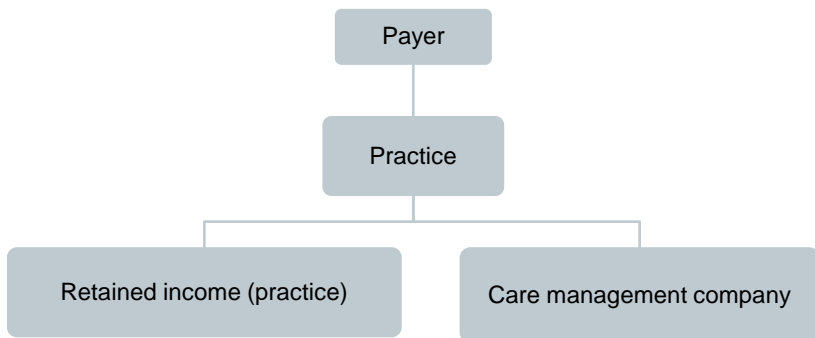 Payer
Practice
Retained income (practice)
Care management company